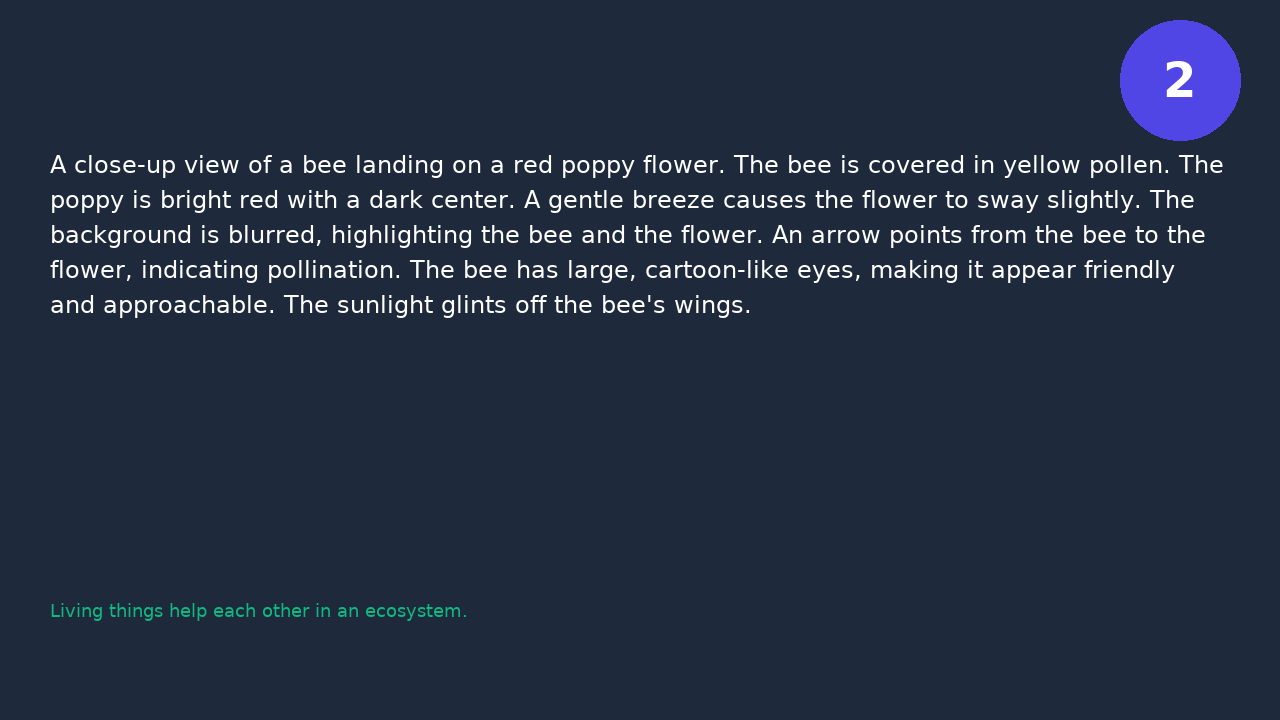 2
A close-up view of a bee landing on a red poppy flower. The bee is covered in yellow pollen. The
poppy is bright red with a dark center. A gentle breeze causes the flower to sway slightly. The
background is blurred, highlighting the bee and the flower. An arrow points from the bee to the
flower, indicating pollination. The bee has large, cartoon-like eyes, making it appear friendly
and approachable. The sunlight glints off the bee's wings.
Living things help each other in an ecosystem.